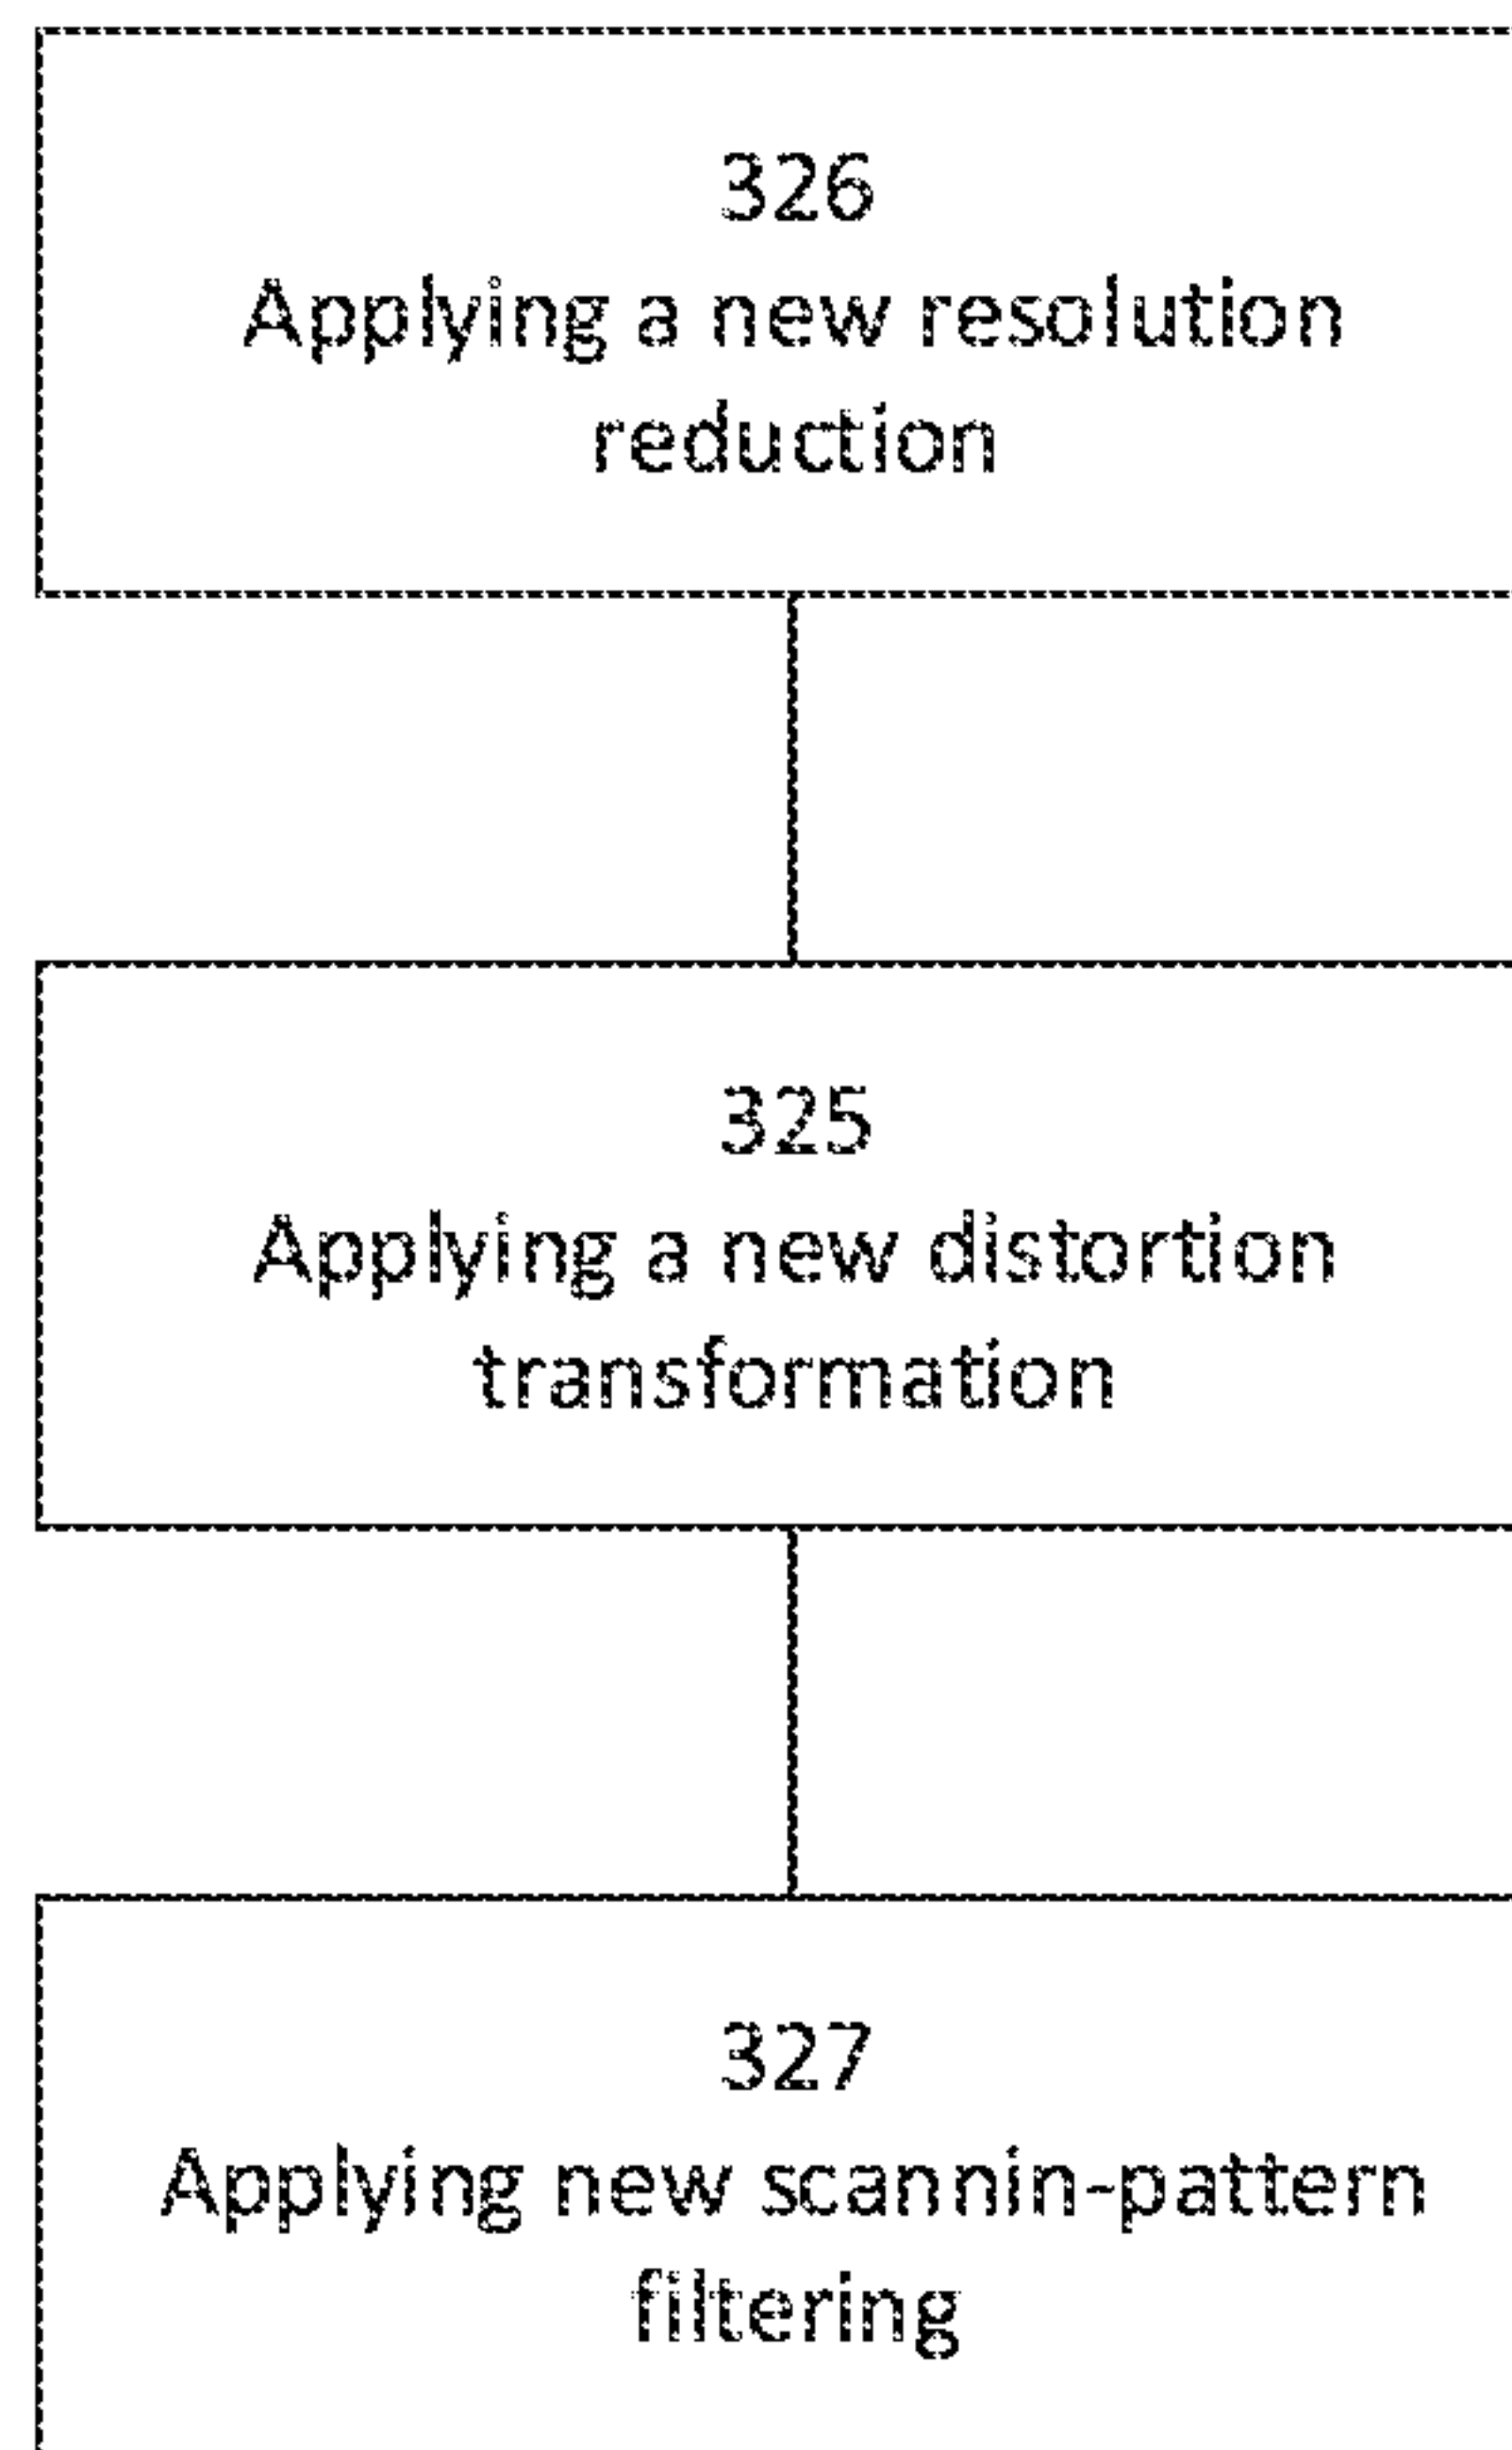 326
Applying a new resolution
reduction
325
Applying a new distortion
transformation
327
Applying new scannin-pattern
filtering